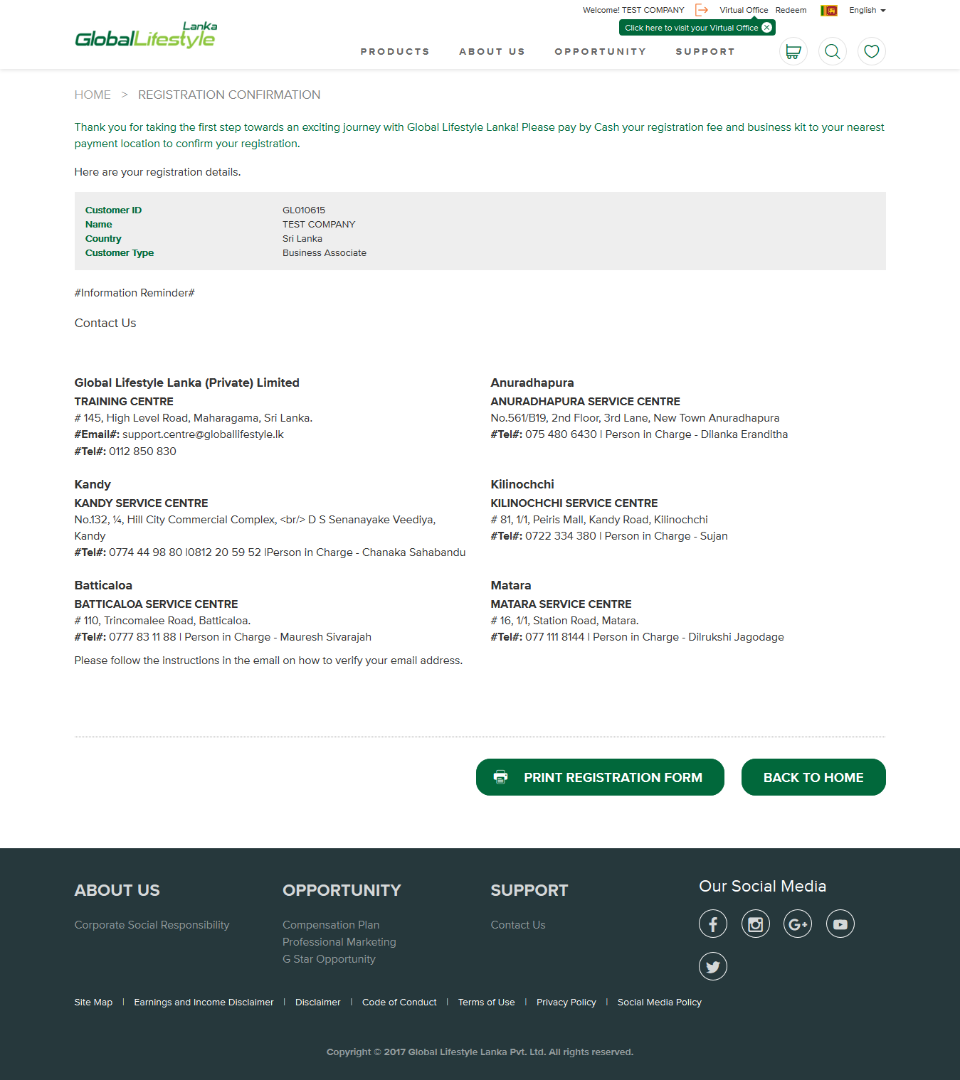 Welcome! TEST COMPANY Virtual Office Redeem English
Click here to visit your Virtual Office
GlobalLifestyle Lanka
PRODUCTS ABOUT US OPPORTUNITY SUPPORT
HOME > REGISTRATION CONFIRMATION
Thank you for taking the first step towards an exciting journey with Global Lifestyle Lanka! Please pay by Cash your registration fee and business kit to your nearest
payment location to confirm your registration.
Here are your registration details.
Customer ID GL010615
Name TEST COMPANY
Country Sri Lanka
Customer Type Business Associate
#Information Reminder#
Contact Us
Global Lifestyle Lanka (Private) Limited
TRAINING CENTRE
# 145, High Level Road, Maharagama, Sri Lanka.
#Email#: support.centre@globallifestyle.lk
#Tel#: 0112 850 830
Anuradhapura
ANURADHAPURA SERVICE CENTRE
No.561/B19, 2nd Floor, 3rd Lane, New Town Anuradhapura
#Tel#: 075 480 6430 | Person in Charge - Dilanka Eranditha
Kandy
KANDY SERVICE CENTRE
No.132, ¼, Hill City Commercial Complex, <br/> D S Senanayake Veediya,
Kandy
#Tel#: 0774 44 98 80 |0812 20 59 52 |Person in Charge - Chanaka Sahabandu
Kilinochchi
KILINOCHCHI SERVICE CENTRE
# 81, 1/1, Peiris Mall, Kandy Road, Kilinochchi
#Tel#: 0722 334 380 | Person in Charge - Sujan
Batticaloa
BATTICALOA SERVICE CENTRE
# 110, Trincomalee Road, Batticaloa.
#Tel#: 0777 83 11 88 | Person in Charge - Mauresh Sivarajah
Matara
MATARA SERVICE CENTRE
# 16, 1/1, Station Road, Matara.
#Tel#: 077 111 8144 | Person in Charge - Dilrukshi Jagodage
Please follow the instructions in the email on how to verify your email address.
PRINT REGISTRATION FORM BACK TO HOME
ABOUT US
Corporate Social Responsibility
OPPORTUNITY
Compensation Plan
Professional Marketing
G Star Opportunity
SUPPORT
Contact Us
Our Social Media
Site Map | Earnings and Income Disclaimer | Disclaimer | Code of Conduct | Terms of Use | Privacy Policy | Social Media Policy
Copyright © 2017 Global Lifestyle Lanka Pvt. Ltd. All rights reserved.